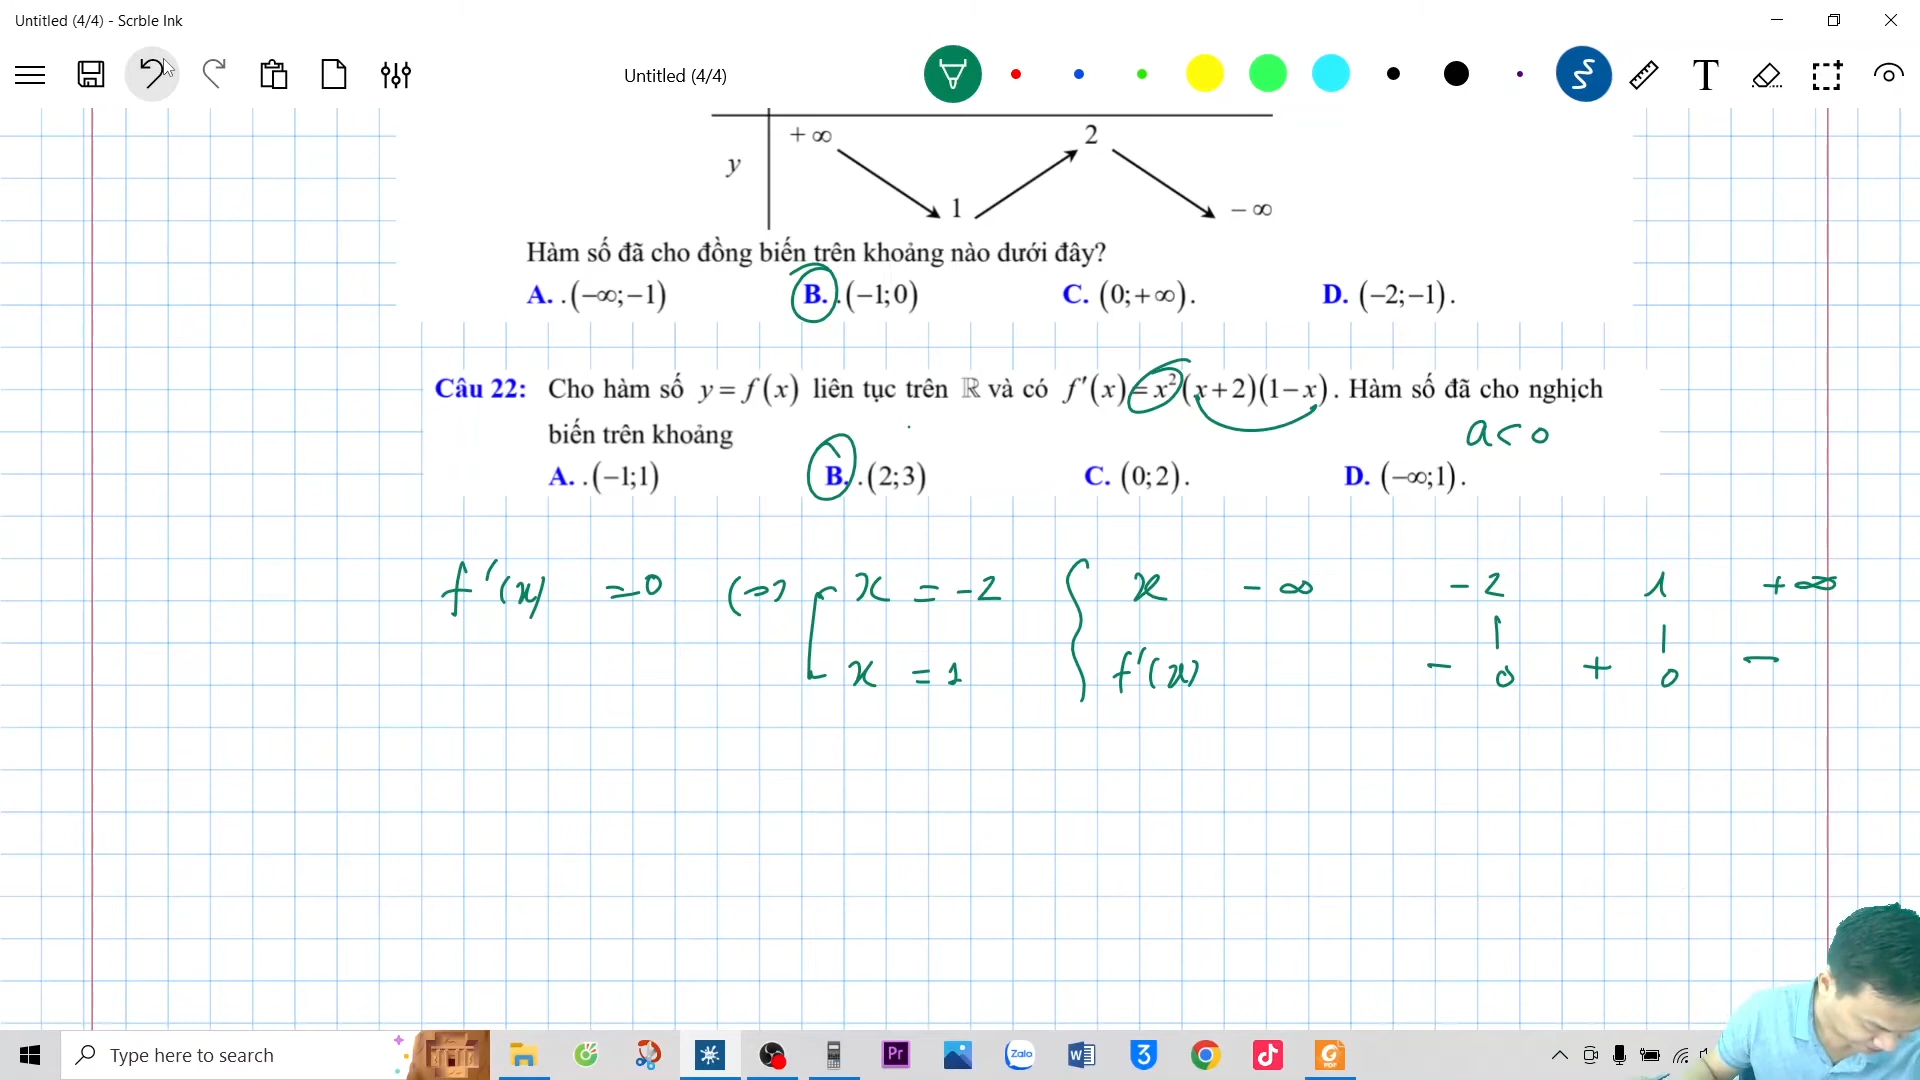 Untitled (4/4) - Scrble Ink
Untitled (4/4)
T
+∞ 2
y
1 −∞
Hàm số đã cho đồng biến trên khoảng nào dưới đây?
A. .(−∞;−1) B. .(−1;0) C. (0;+∞). D. (−2;−1).
Câu 22: Cho hàm số y = f(x) liên tục trên ℝ và có f′(x) = x²(x+2)(1−x). Hàm số đã cho nghịch
biến trên khoảng
a < 0
A. .(−1;1) B. .(2;3) C. (0;2). D. (−∞;1).
f'(x) = 0 (=> x = -2 x -∞ -2 1 +∞
x = 1 f'(x) - 0 + 0 -
Type here to search
Pr
Zalo